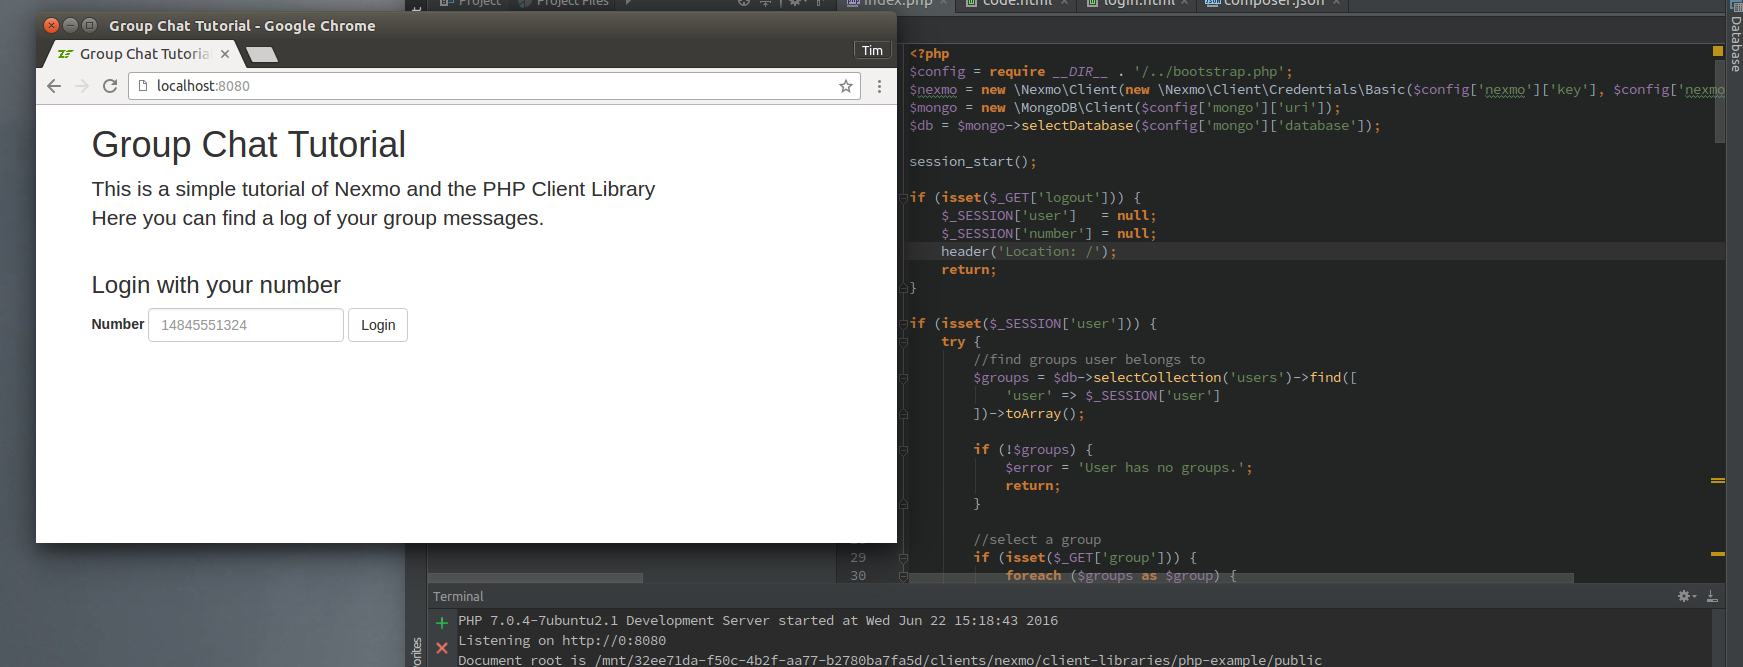 Project
Project Files
index.php
code.html
login.html
composer.json
Group Chat Tutorial - Google Chrome
Group Chat Tutoria
Tim
localhost:8080
Group Chat Tutorial
This is a simple tutorial of Nexmo and the PHP Client Library
Here you can find a log of your group messages.
Login with your number
Number 14845551324 Login
Database
<?php
$config = require __DIR__ . '/../bootstrap.php';
$nexmo = new \Nexmo\Client(new \Nexmo\Client\Credentials\Basic($config['nexmo']['key'], $config['nexmo
$mongo = new \MongoDB\Client($config['mongo']['uri']);
$db = $mongo->selectDatabase($config['mongo']['database']);
session_start();
if (isset($_GET['logout'])) {
$_SESSION['user']   = null;
$_SESSION['number'] = null;
header('Location: /');
return;
}
if (isset($_SESSION['user'])) {
try {
//find groups user belongs to
$groups = $db->selectCollection('users')->find([
'user' => $_SESSION['user']
])->toArray();
if (!$groups) {
$error = 'User has no groups.';
return;
}
//select a group
29 if (isset($_GET['group'])) {
30 foreach ($groups as $group) {
Terminal
PHP 7.0.4-7ubuntu2.1 Development Server started at Wed Jun 22 15:18:43 2016
Listening on http://0:8080
Document root is /mnt/32ee71da-f50c-4b2f-aa77-b2780ba7fa5d/clients/nexmo/client-libraries/php-example/public